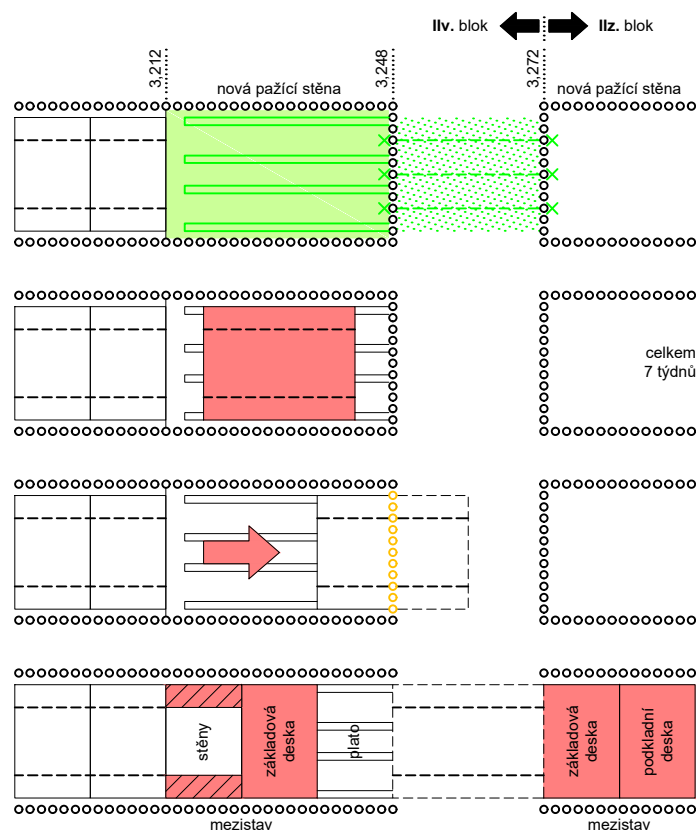 IIv. blok
IIz. blok
3,212
3,248
3,272
nová pažící stěna
nová pažící stěna
celkem
7 týdnů
stěny
základová
deska
plato
základová
deska
podkladní
deska
mezistav
mezistav